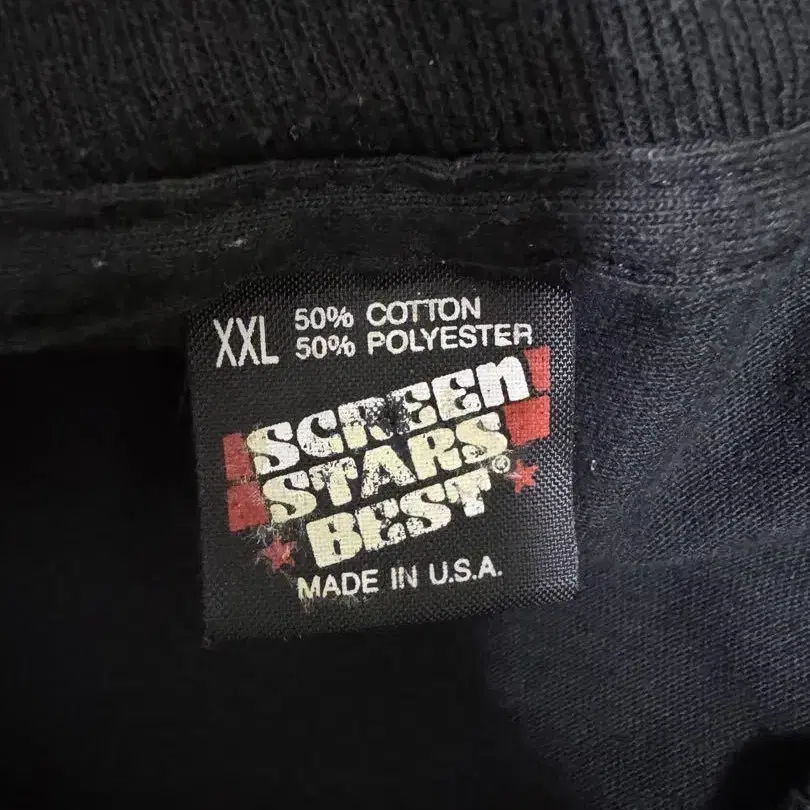 XXL 50% COTTON
50% POLYESTER
SCREEn
STARS
BEST®
MADE IN U.S.A.